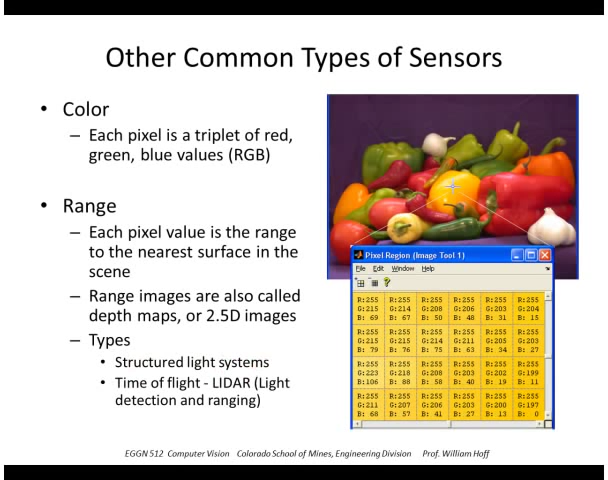 Other Common Types of Sensors
• Color
– Each pixel is a triplet of red,
green, blue values (RGB)
• Range
– Each pixel value is the range
to the nearest surface in the
scene
– Range images are also called
depth maps, or 2.5D images
– Types
• Structured light systems
• Time of flight - LIDAR (Light
detection and ranging)
Pixel Region (Image Tool 1)
File Edit Window Help
R:255 R:255 R:255 R:255 R:255 R:255
G:215 G:214 G:208 G:206 G:203 G:204
B: 69 B: 67 B: 50 B: 48 B: 31 B: 15
R:255 R:255 R:255 R:255 R:255 R:255
G:215 G:215 G:214 G:211 G:205 G:203
B: 79 B: 76 B: 75 B: 63 B: 34 B: 27
R:255 R:255 R:255 R:255 R:255 R:255
G:223 G:218 G:208 G:203 G:202 G:199
B:106 B: 88 B: 58 B: 40 B: 19 B: 11
R:255 R:255 R:255 R:255 R:255 R:255
G:211 G:207 G:206 G:203 G:200 G:197
B: 68 B: 57 B: 41 B: 27 B: 13 B: 0
EGGN 512 Computer Vision Colorado School of Mines, Engineering Division Prof. William Hoff